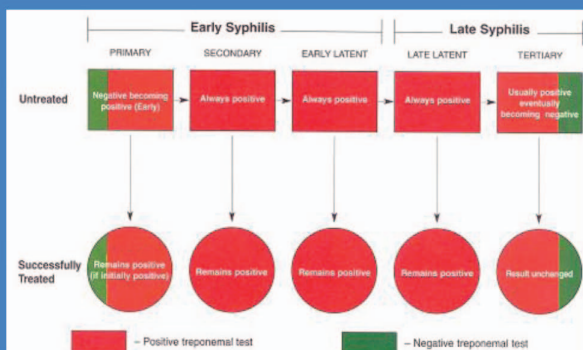 Early Syphilis
Late Syphilis
PRIMARY
SECONDARY
EARLY LATENT
LATE LATENT
TERTIARY
Untreated
Negative becoming
positive (Early)
Always positive
Always positive
Always positive
Usually positive
eventually
becoming negative
Successfully
Treated
Remains positive
(if initially positive)
Remains positive
Remains positive
Remains positive
Result unchanged
– Positive treponemal test
– Negative treponemal test